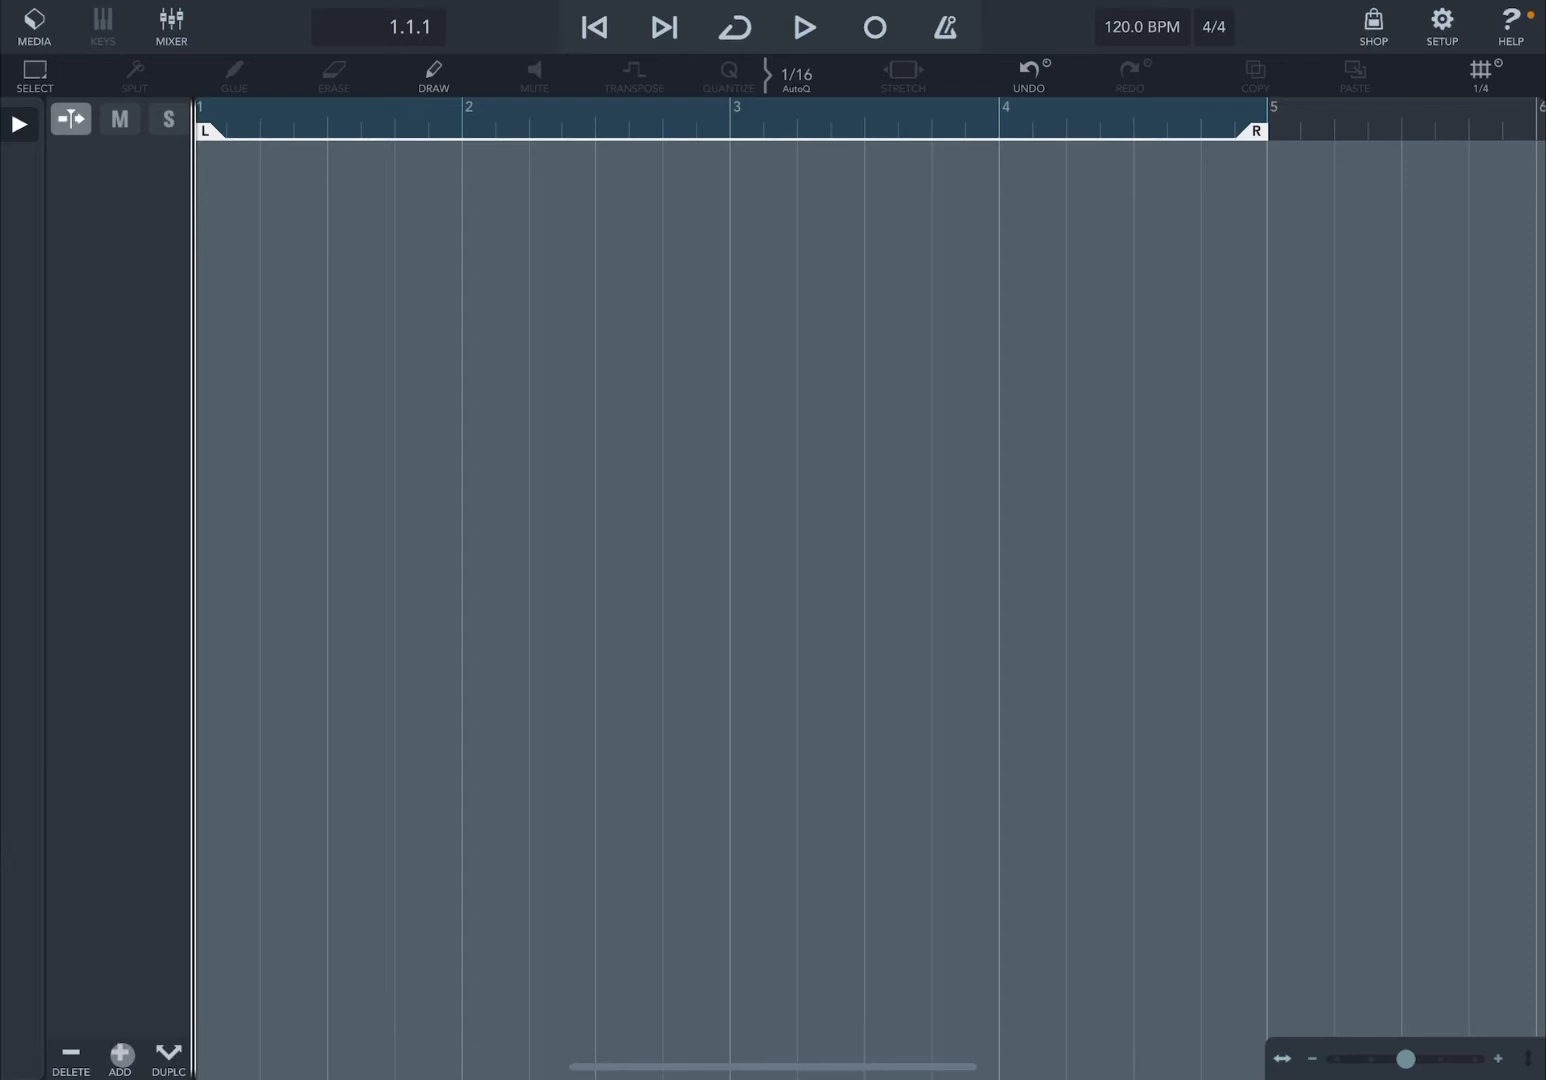 1.1.1
120.0 BPM
4/4
MEDIA
KEYS
MIXER
SHOP
SETUP
HELP
1/16
SELECT
SPLIT
GLUE
ERASE
DRAW
MUTE
TRANSPOSE
QUANTIZE
AutoQ
STRETCH
UNDO
REDO
COPY
PASTE
1/4
1
2
3
4
5
6
M
S
L
R
DELETE
ADD
DUPLC